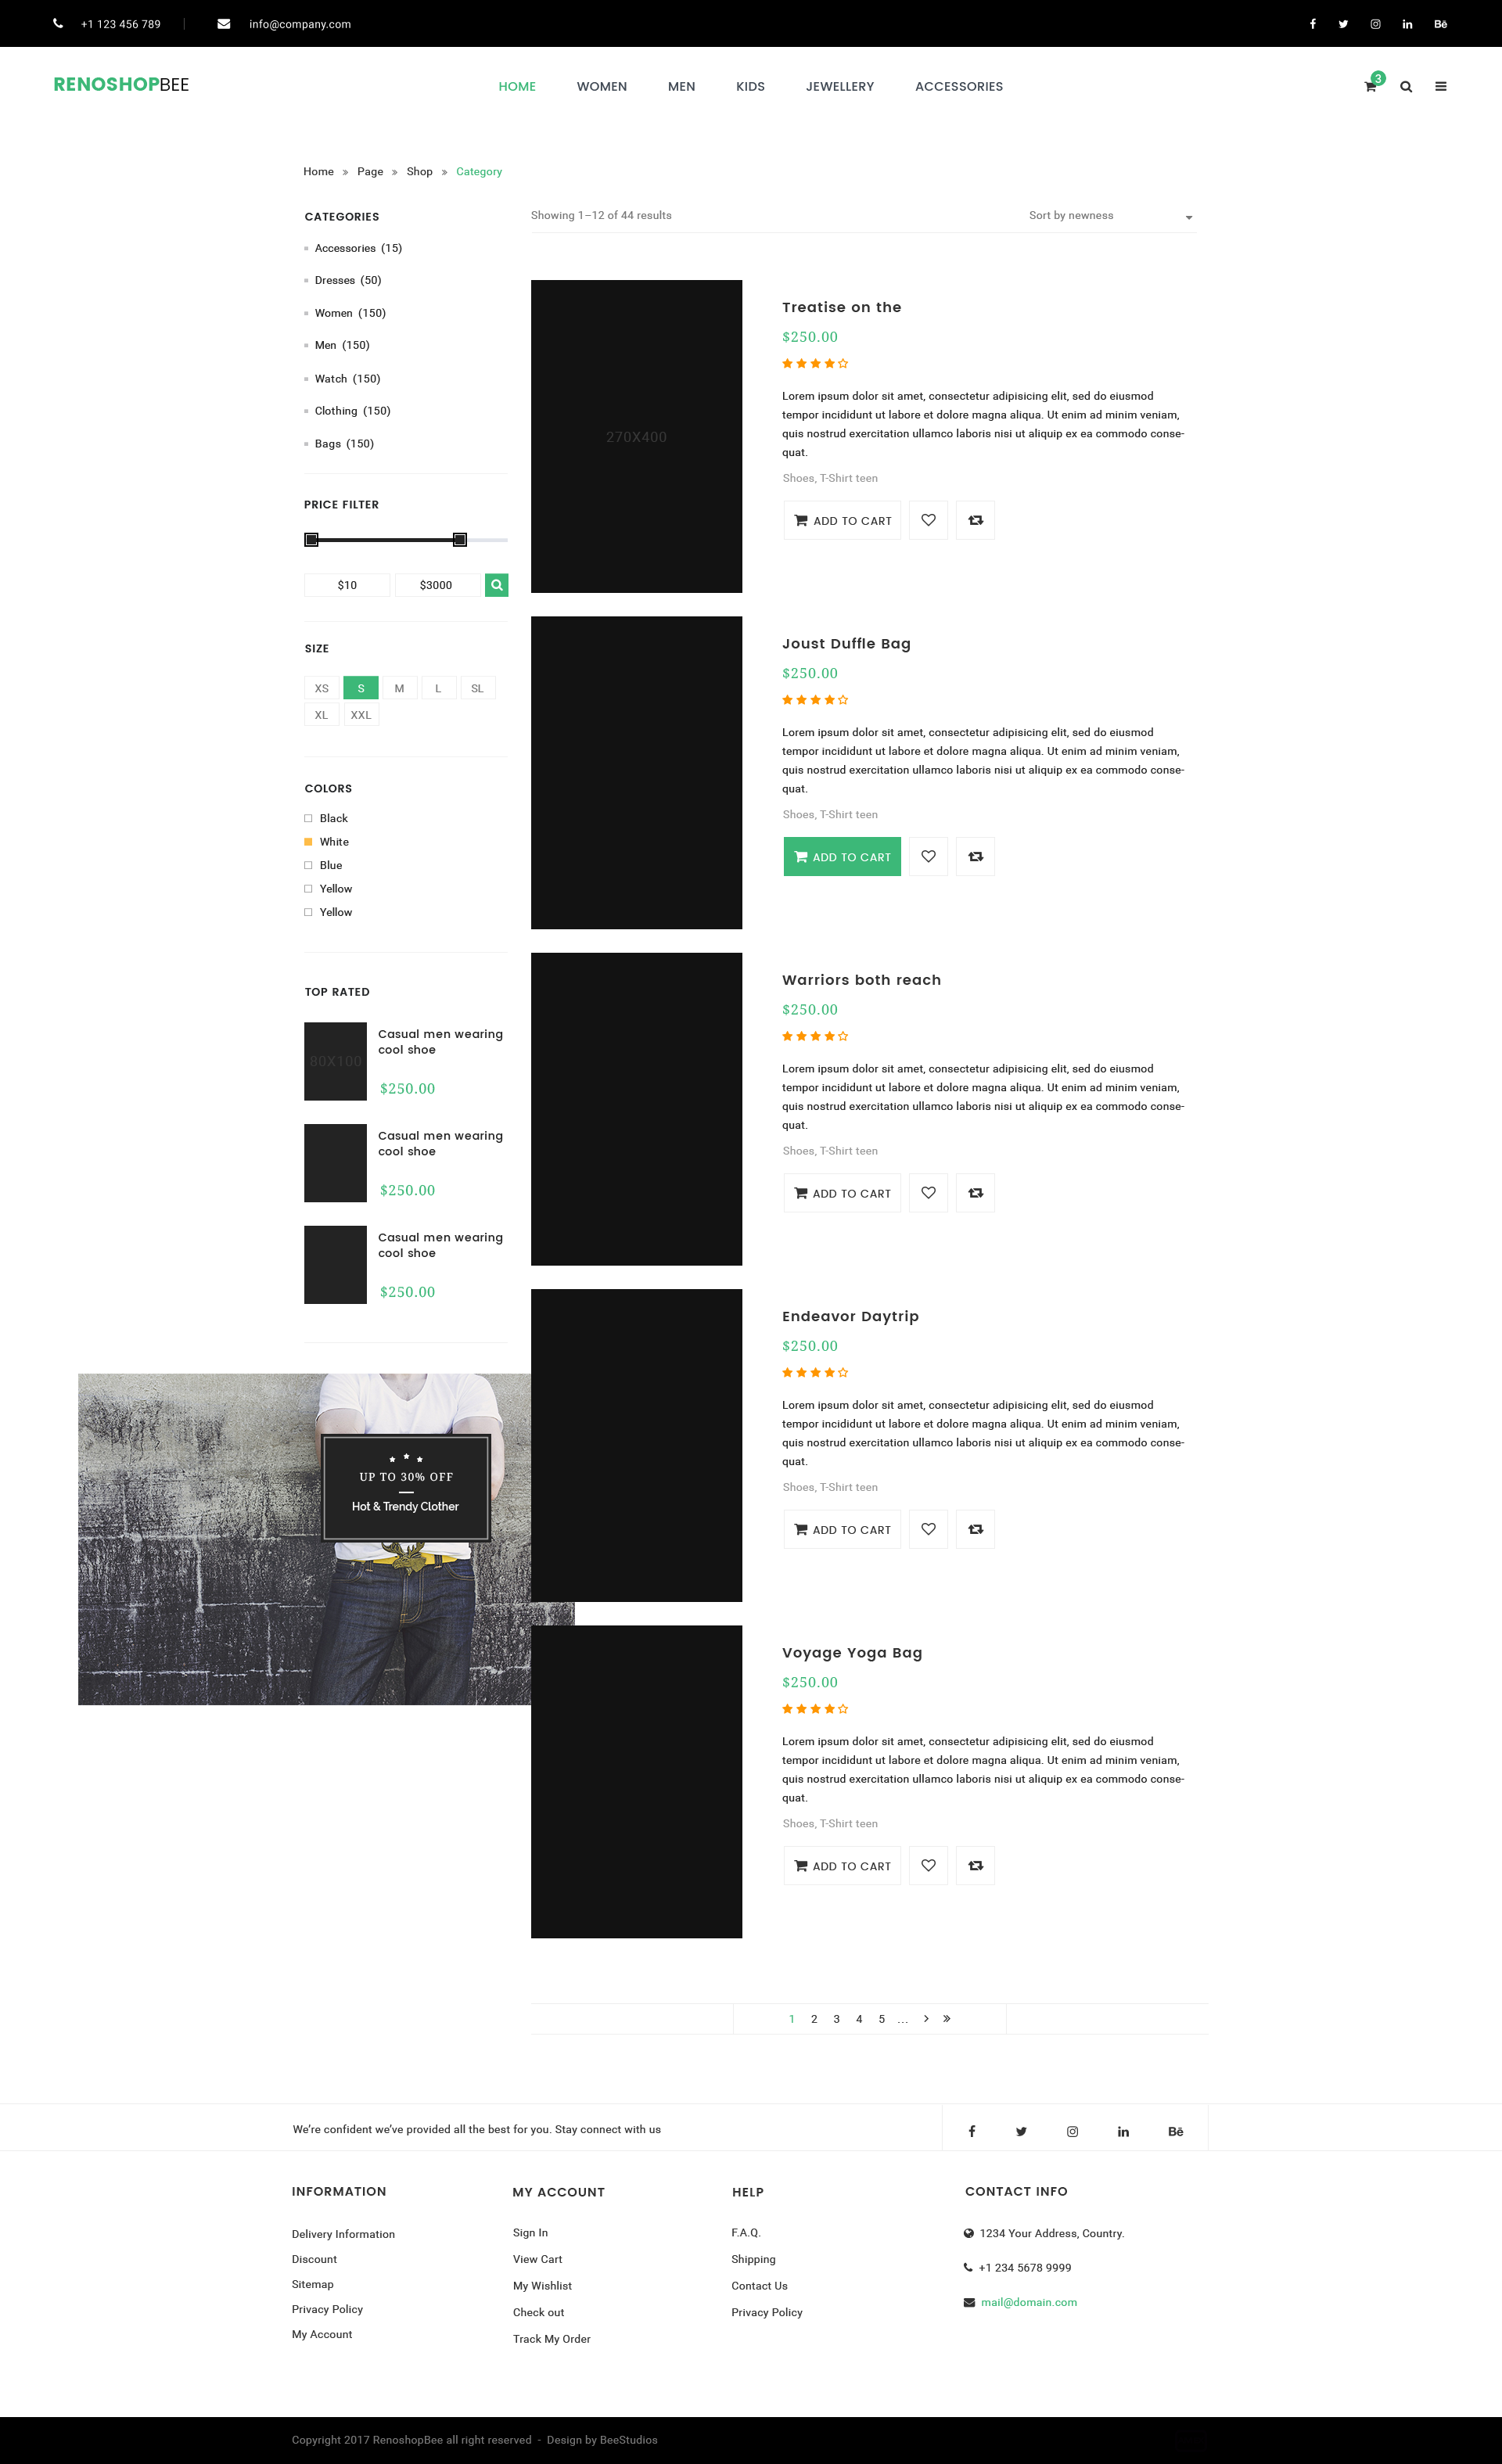 +1 123 456 789 info@company.com Bē
RENOSHOPBEE HOME WOMEN MEN KIDS JEWELLERY ACCESSORIES 3
Home » Page » Shop » Category
CATEGORIES
Accessories (15)
Dresses (50)
Women (150)
Men (150)
Watch (150)
Clothing (150)
Bags (150)
PRICE FILTER
$10 $3000
SIZE
XS S M L SL
XL XXL
COLORS
Black
White
Blue
Yellow
Yellow
TOP RATED
80X100
Casual men wearing
cool shoe
$250.00
Casual men wearing
cool shoe
$250.00
Casual men wearing
cool shoe
$250.00
UP TO 30% OFF
Hot & Trendy Clother
Showing 1–12 of 44 results Sort by newness
270X400
Treatise on the
$250.00
Lorem ipsum dolor sit amet, consectetur adipisicing elit, sed do eiusmod
tempor incididunt ut labore et dolore magna aliqua. Ut enim ad minim veniam,
quis nostrud exercitation ullamco laboris nisi ut aliquip ex ea commodo conse-
quat.
Shoes, T-Shirt teen
ADD TO CART
Joust Duffle Bag
$250.00
Lorem ipsum dolor sit amet, consectetur adipisicing elit, sed do eiusmod
tempor incididunt ut labore et dolore magna aliqua. Ut enim ad minim veniam,
quis nostrud exercitation ullamco laboris nisi ut aliquip ex ea commodo conse-
quat.
Shoes, T-Shirt teen
ADD TO CART
Warriors both reach
$250.00
Lorem ipsum dolor sit amet, consectetur adipisicing elit, sed do eiusmod
tempor incididunt ut labore et dolore magna aliqua. Ut enim ad minim veniam,
quis nostrud exercitation ullamco laboris nisi ut aliquip ex ea commodo conse-
quat.
Shoes, T-Shirt teen
ADD TO CART
Endeavor Daytrip
$250.00
Lorem ipsum dolor sit amet, consectetur adipisicing elit, sed do eiusmod
tempor incididunt ut labore et dolore magna aliqua. Ut enim ad minim veniam,
quis nostrud exercitation ullamco laboris nisi ut aliquip ex ea commodo conse-
quat.
Shoes, T-Shirt teen
ADD TO CART
Voyage Yoga Bag
$250.00
Lorem ipsum dolor sit amet, consectetur adipisicing elit, sed do eiusmod
tempor incididunt ut labore et dolore magna aliqua. Ut enim ad minim veniam,
quis nostrud exercitation ullamco laboris nisi ut aliquip ex ea commodo conse-
quat.
Shoes, T-Shirt teen
ADD TO CART
1 2 3 4 5 ... › »
We’re confident we’ve provided all the best for you. Stay connect with us Bē
INFORMATION
Delivery Information
Discount
Sitemap
Privacy Policy
My Account
MY ACCOUNT
Sign In
View Cart
My Wishlist
Check out
Track My Order
HELP
F.A.Q.
Shipping
Contact Us
Privacy Policy
CONTACT INFO
1234 Your Address, Country.
+1 234 5678 9999
mail@domain.com
Copyright 2017 RenoshopBee all right reserved - Design by BeeStudios